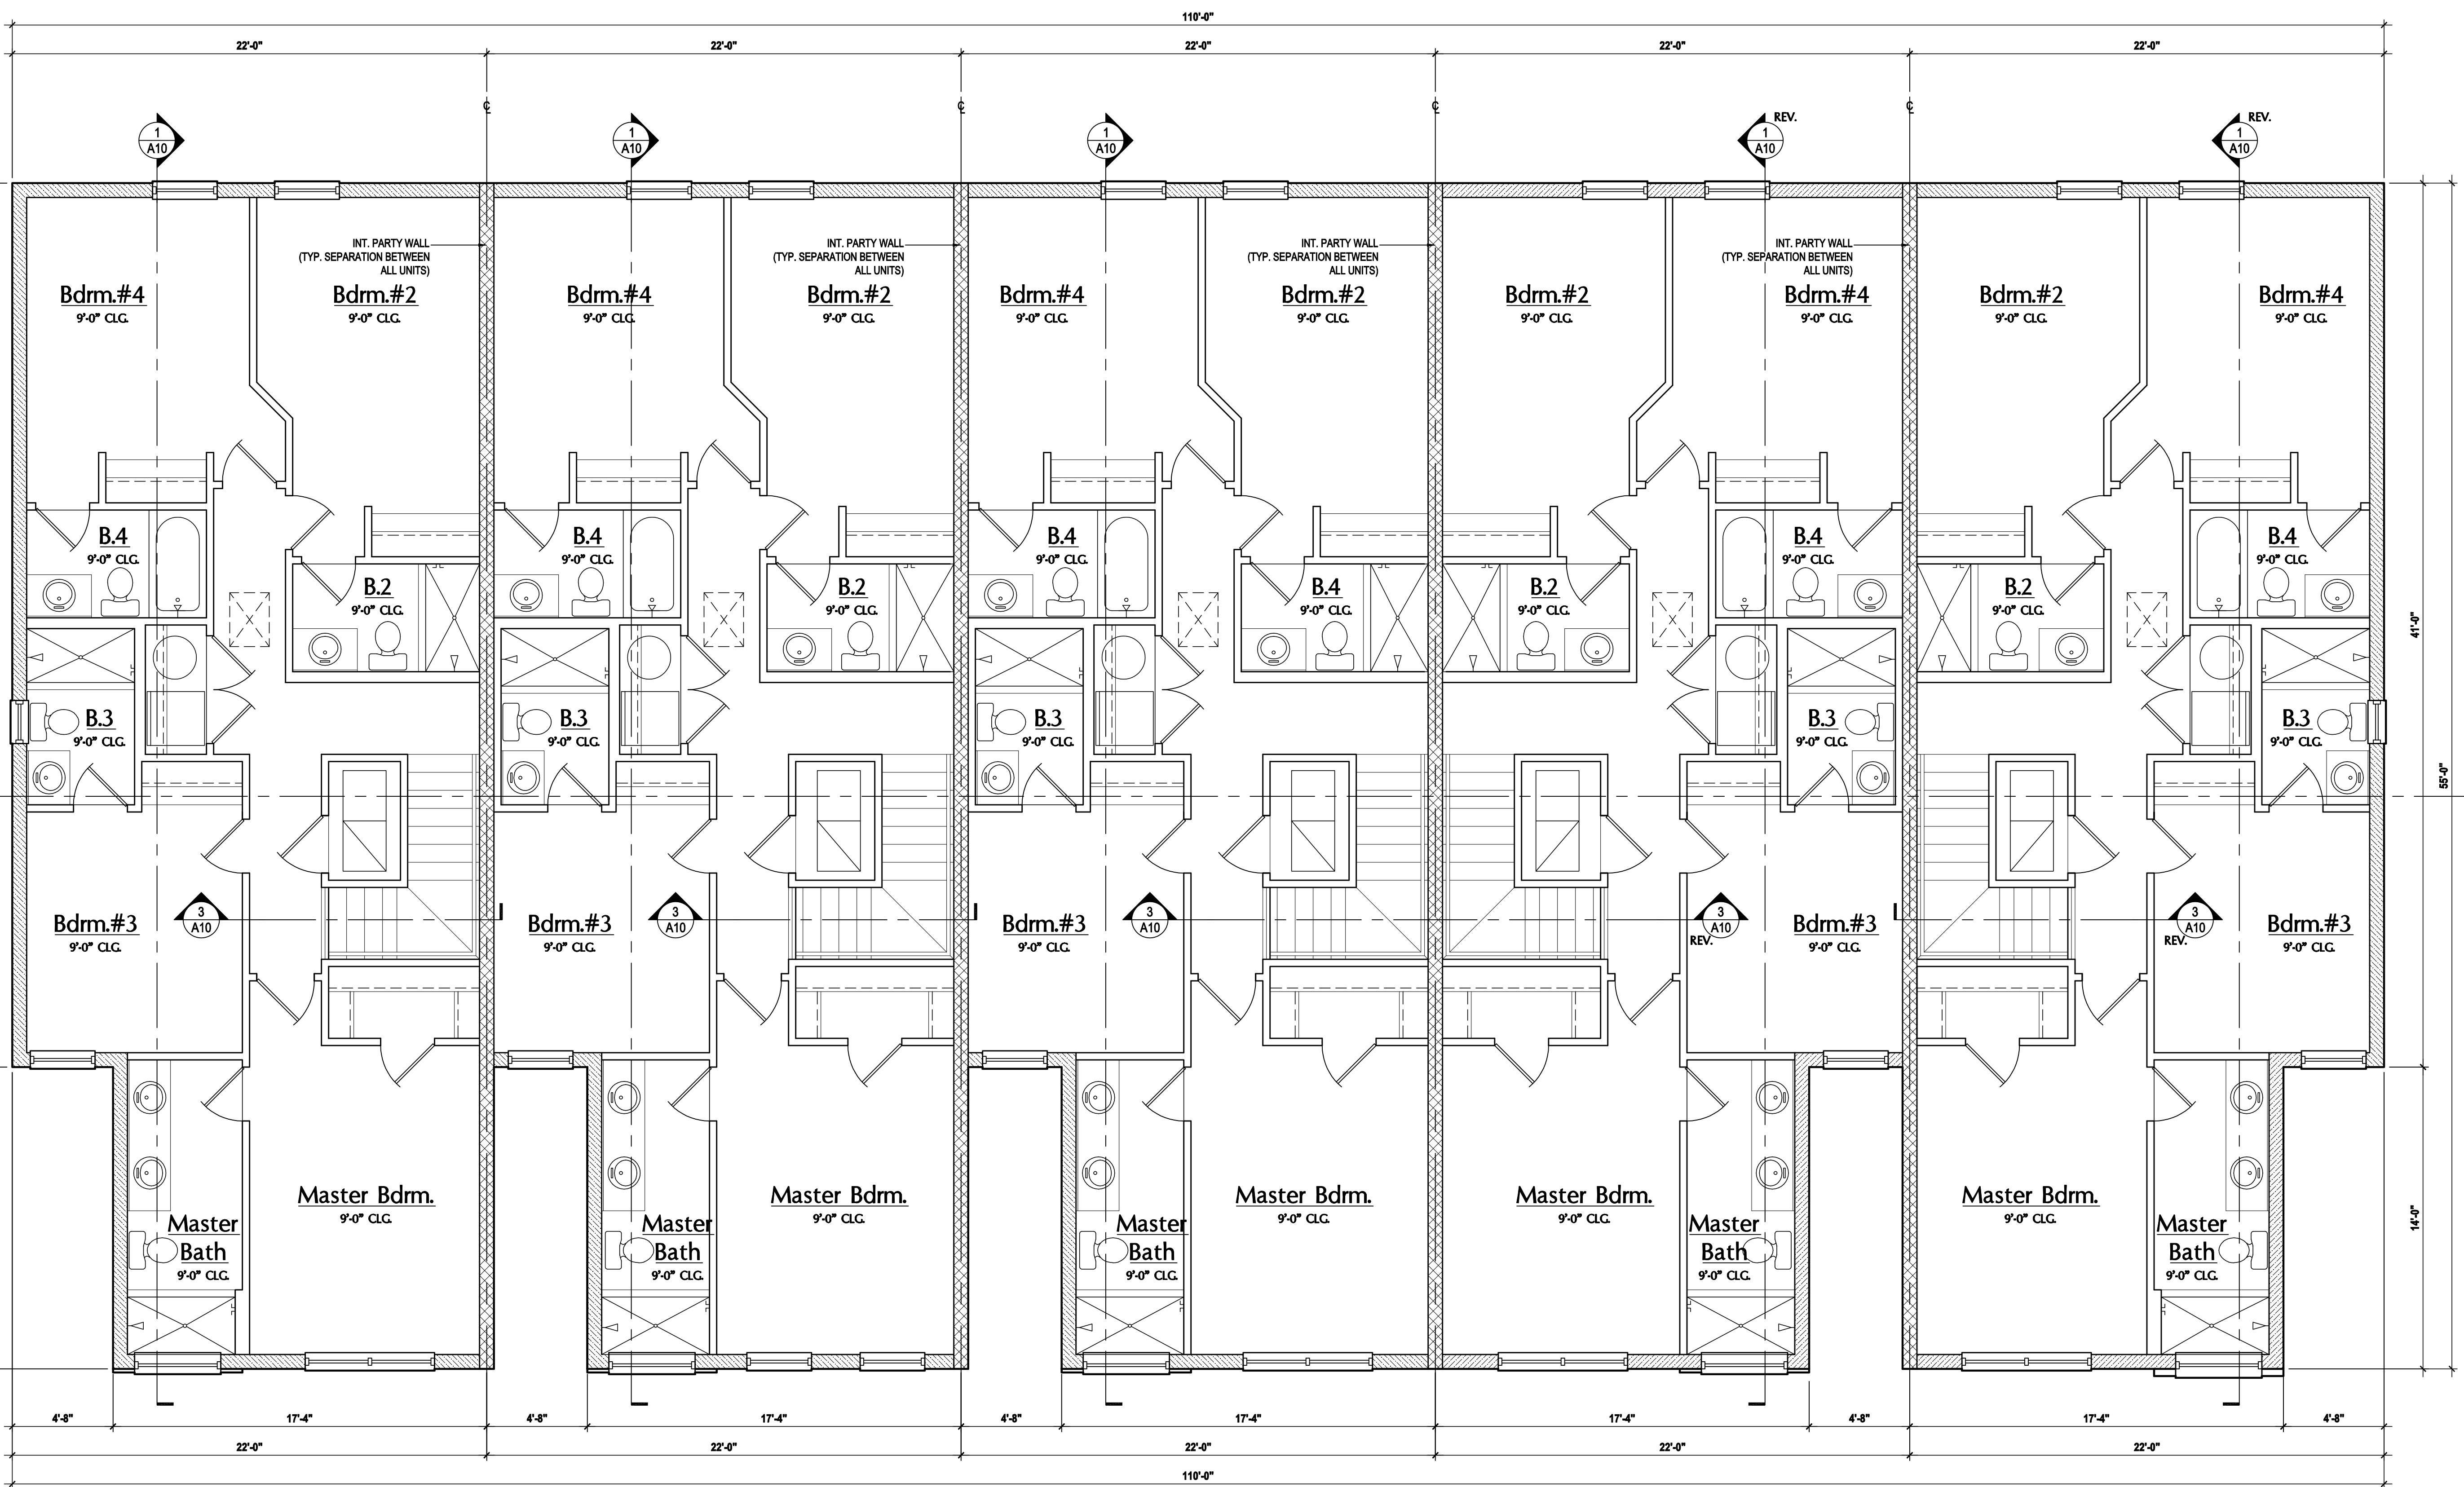 110'-0"
22'-0" 22'-0" 22'-0" 22'-0" 22'-0"
℄ ℄ ℄ ℄
REV. REV.
1 1 1 1 1
A10 A10 A10 A10 A10
INT. PARTY WALL INT. PARTY WALL INT. PARTY WALL INT. PARTY WALL
(TYP. SEPARATION BETWEEN (TYP. SEPARATION BETWEEN (TYP. SEPARATION BETWEEN (TYP. SEPARATION BETWEEN
ALL UNITS) ALL UNITS) ALL UNITS) ALL UNITS)
Bdrm.#4 Bdrm.#2 Bdrm.#4 Bdrm.#2 Bdrm.#4 Bdrm.#2 Bdrm.#2 Bdrm.#4 Bdrm.#2 Bdrm.#4
9'-0" CLG. 9'-0" CLG. 9'-0" CLG. 9'-0" CLG. 9'-0" CLG. 9'-0" CLG. 9'-0" CLG. 9'-0" CLG. 9'-0" CLG. 9'-0" CLG.
B.4 B.4 B.4 B.4 B.4
9'-0" CLG. 9'-0" CLG. 9'-0" CLG. 9'-0" CLG. 9'-0" CLG.
B.2 B.2 B.4 B.2 B.2
9'-0" CLG. 9'-0" CLG. 9'-0" CLG. 9'-0" CLG. 9'-0" CLG.
41'-0"
B.3 B.3 B.3 B.3 B.3
9'-0" CLG. 9'-0" CLG. 9'-0" CLG. 9'-0" CLG. 9'-0" CLG.
55'-0"
3 3 3 3 3
A10 A10 A10 A10 A10
Bdrm.#3 Bdrm.#3 Bdrm.#3 Bdrm.#3 Bdrm.#3
REV. REV.
9'-0" CLG. 9'-0" CLG. 9'-0" CLG. 9'-0" CLG. 9'-0" CLG.
Master Bdrm. Master Bdrm. Master Bdrm. Master Bdrm. Master Bdrm.
9'-0" CLG. 9'-0" CLG. 9'-0" CLG. 9'-0" CLG. 9'-0" CLG.
14'-0"
Master Master Master Master Master
Bath Bath Bath Bath Bath
9'-0" CLG. 9'-0" CLG. 9'-0" CLG. 9'-0" CLG. 9'-0" CLG.
4'-8" 17'-4" 4'-8" 17'-4" 4'-8" 17'-4" 17'-4" 4'-8" 17'-4" 4'-8"
22'-0" 22'-0" 22'-0" 22'-0" 22'-0"
110'-0"